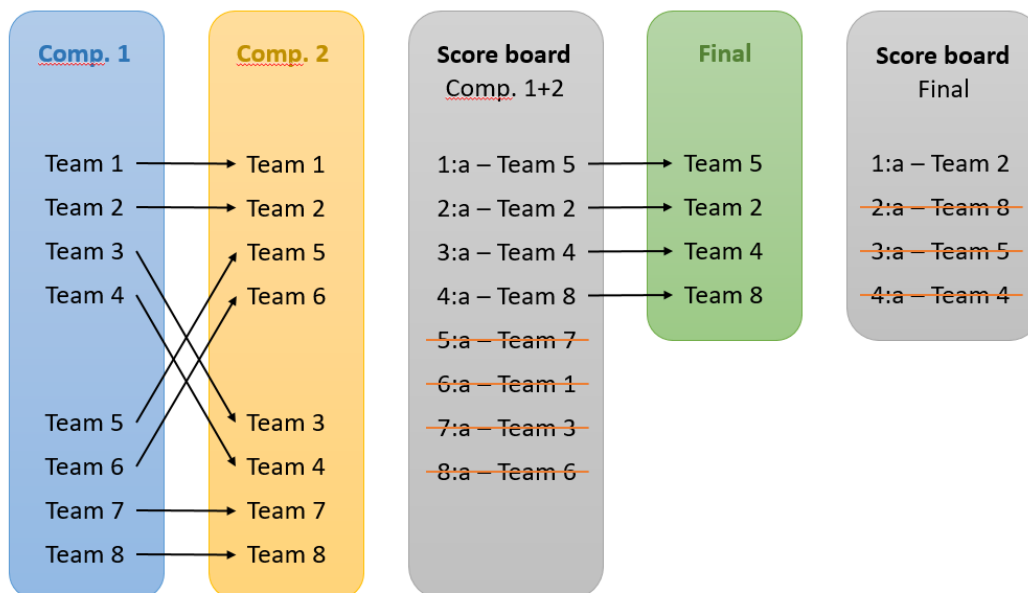 Comp. 1
Team 1
Team 2
Team 3
Team 4
Team 5
Team 6
Team 7
Team 8
Comp. 2
Team 1
Team 2
Team 5
Team 6
Team 3
Team 4
Team 7
Team 8
Score board
Comp. 1+2
1:a – Team 5
2:a – Team 2
3:a – Team 4
4:a – Team 8
5:a – Team 7
6:a – Team 1
7:a – Team 3
8:a – Team 6
Final
Team 5
Team 2
Team 4
Team 8
Score board
Final
1:a – Team 2
2:a – Team 8
3:a – Team 5
4:a – Team 4